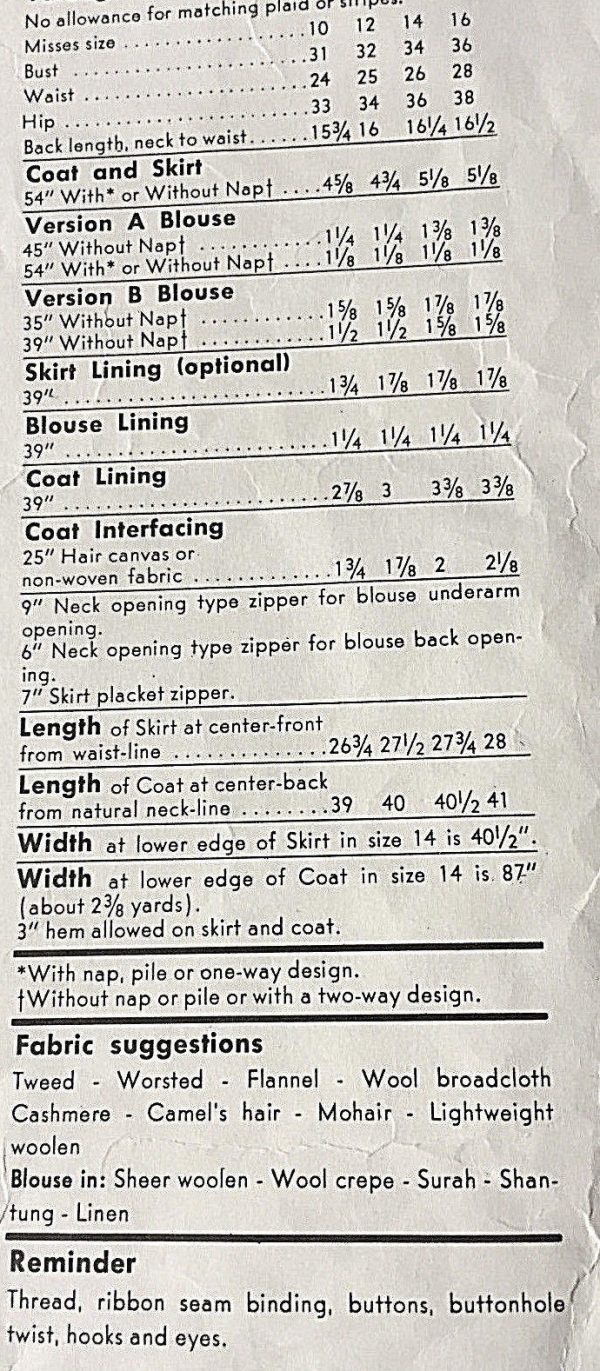 No allowance for matching plaid or stripes.
Misses size ..................10 12 14 16
Bust ..........................31 32 34 36
Waist .........................24 25 26 28
Hip ...........................33 34 36 38
Back length, neck to waist......15¾ 16 16¼ 16½
Coat and Skirt
54" With* or Without Nap† ....4⅝ 4¾ 5⅛ 5⅛
Version A Blouse
45" Without Nap† ............1¼ 1¼ 1⅜ 1⅜
54" With* or Without Nap† ....1⅛ 1⅛ 1⅛ 1⅛
Version B Blouse
35" Without Nap† ............1⅝ 1⅝ 1⅞ 1⅞
39" Without Nap† ............1½ 1½ 1⅝ 1⅝
Skirt Lining (optional)
39" ..........................1¾ 1⅞ 1⅞ 1⅞
Blouse Lining
39" ..........................1¼ 1¼ 1¼ 1¼
Coat Lining
39" ..........................2⅞ 3 3⅜ 3⅜
Coat Interfacing
25" Hair canvas or
non-woven fabric .............1¾ 1⅞ 2 2⅛
9" Neck opening type zipper for blouse underarm
opening.
6" Neck opening type zipper for blouse back open-
ing.
7" Skirt placket zipper.
Length of Skirt at center-front
from waist-line ..............26¾ 27½ 27¾ 28
Length of Coat at center-back
from natural neck-line ........39 40 40½ 41
Width at lower edge of Skirt in size 14 is 40½".
Width at lower edge of Coat in size 14 is 87"
(about 2⅜ yards).
3" hem allowed on skirt and coat.
*With nap, pile or one-way design.
†Without nap or pile or with a two-way design.
Fabric suggestions
Tweed - Worsted - Flannel - Wool broadcloth
Cashmere - Camel's hair - Mohair - Lightweight
woolen
Blouse in: Sheer woolen - Wool crepe - Surah - Shan-
tung - Linen
Reminder
Thread, ribbon seam binding, buttons, buttonhole
twist, hooks and eyes.